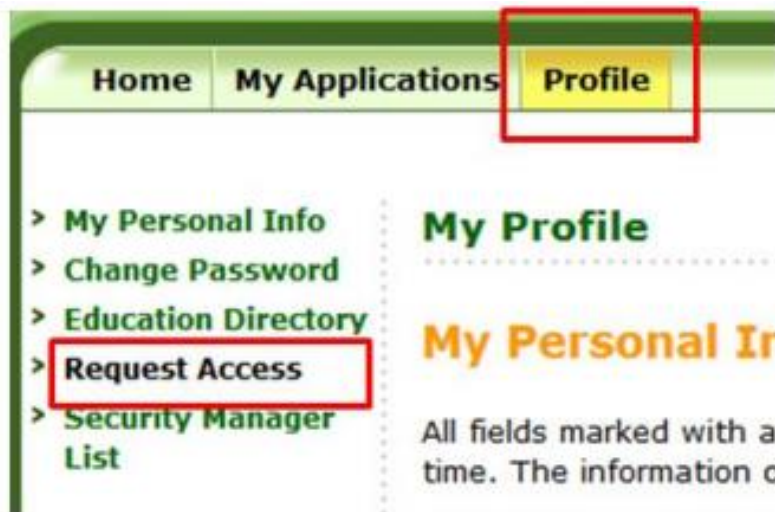 Home My Applications Profile
> My Personal Info
> Change Password
> Education Directory
> Request Access
> Security Manager
List
My Profile
My Personal
All fields marked with a
time. The information